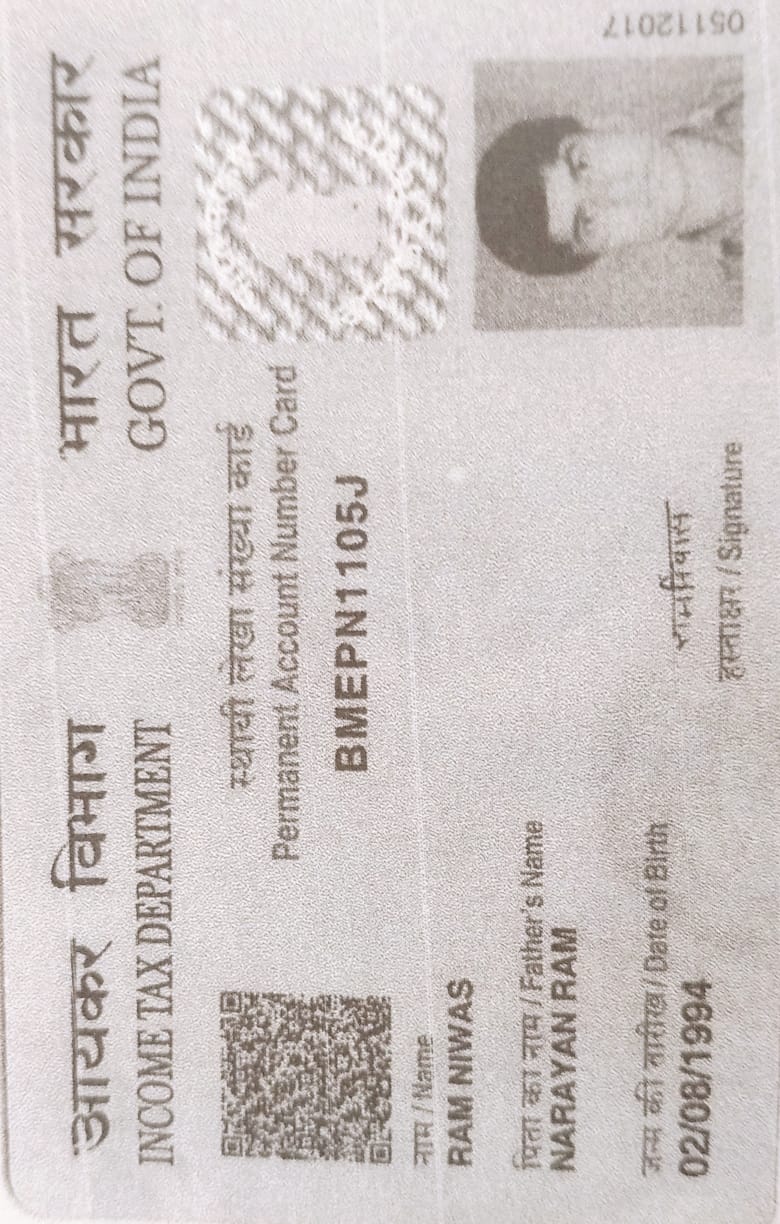 आयकर विभाग
INCOME TAX DEPARTMENT
भारत सरकार
GOVT. OF INDIA
स्थायी लेखा संख्या कार्ड
Permanent Account Number Card
BMEPN1105J
नाम / Name
RAM NIWAS
पिता का नाम / Father's Name
NARAYAN RAM
जन्म की तारीख / Date of Birth
02/08/1994
रामनिवास
हस्ताक्षर / Signature
05112017